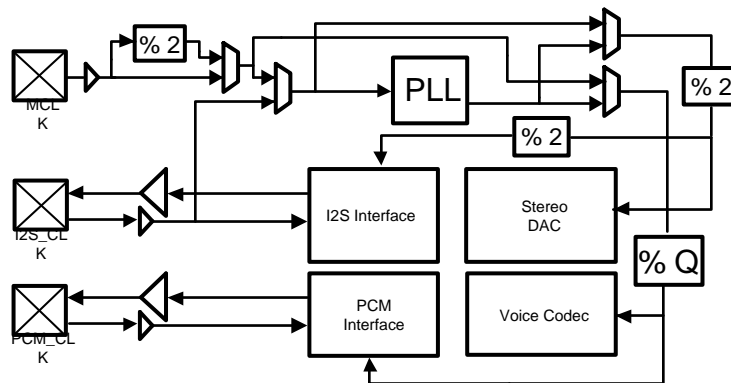 % 2
MCL
K
PLL
% 2
% 2
I2S_CL
K
I2S Interface
Stereo
DAC
% Q
PCM_CL
K
PCM
Interface
Voice Codec